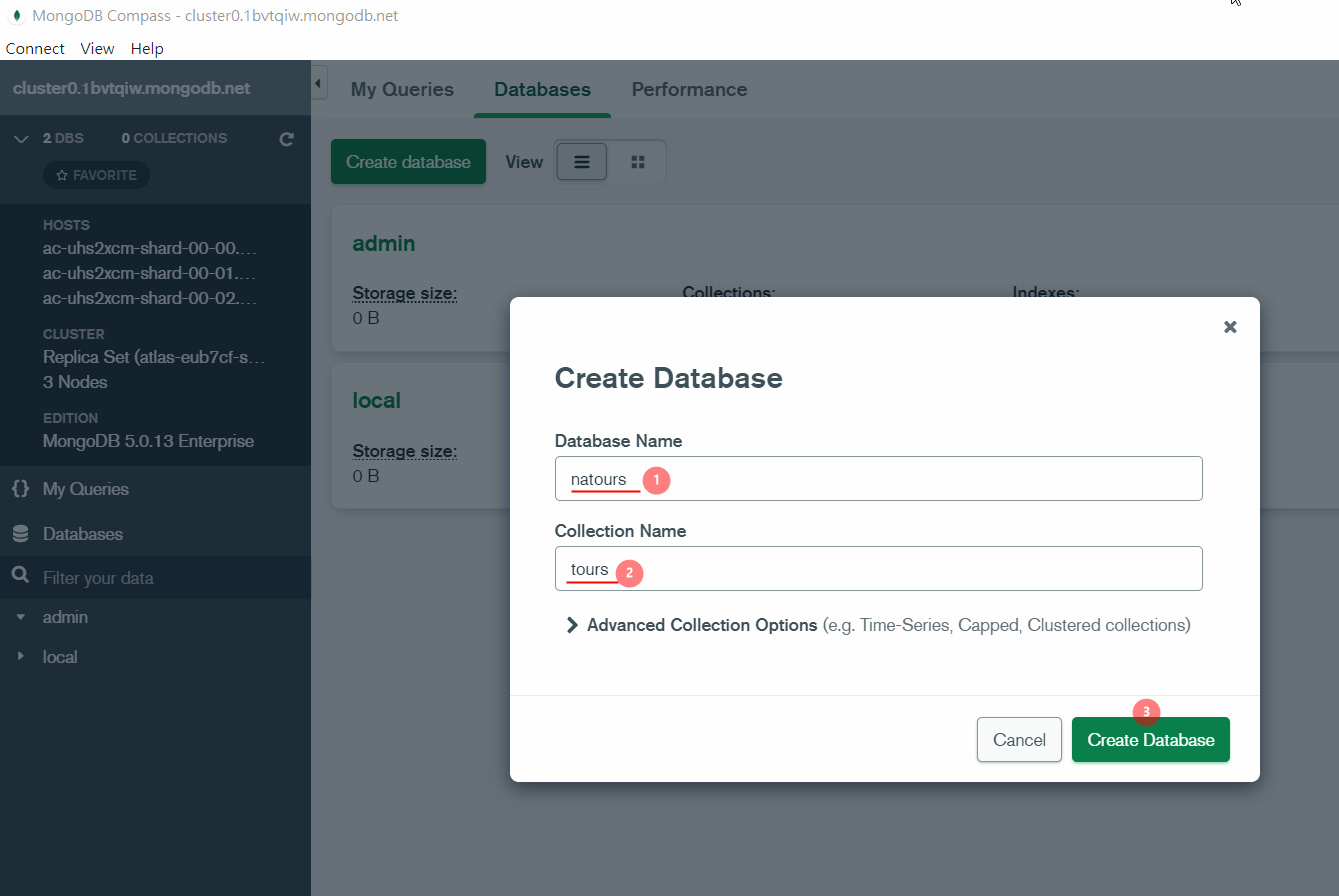 MongoDB Compass - cluster0.1bvtqiw.mongodb.net
Connect View Help
cluster0.1bvtqiw.mongodb.net
2 DBS 0 COLLECTIONS
FAVORITE
HOSTS
ac-uhs2xcm-shard-00-00....
ac-uhs2xcm-shard-00-01....
ac-uhs2xcm-shard-00-02....
CLUSTER
Replica Set (atlas-eub7cf-s...
3 Nodes
EDITION
MongoDB 5.0.13 Enterprise
{} My Queries
Databases
Filter your data
admin
local
My Queries Databases Performance
Create database View
admin
Storage size: Collections: Indexes:
0 B
local
Storage size:
0 B
Create Database
Database Name
natours 1
Collection Name
tours 2
Advanced Collection Options (e.g. Time-Series, Capped, Clustered collections)
3
Cancel Create Database